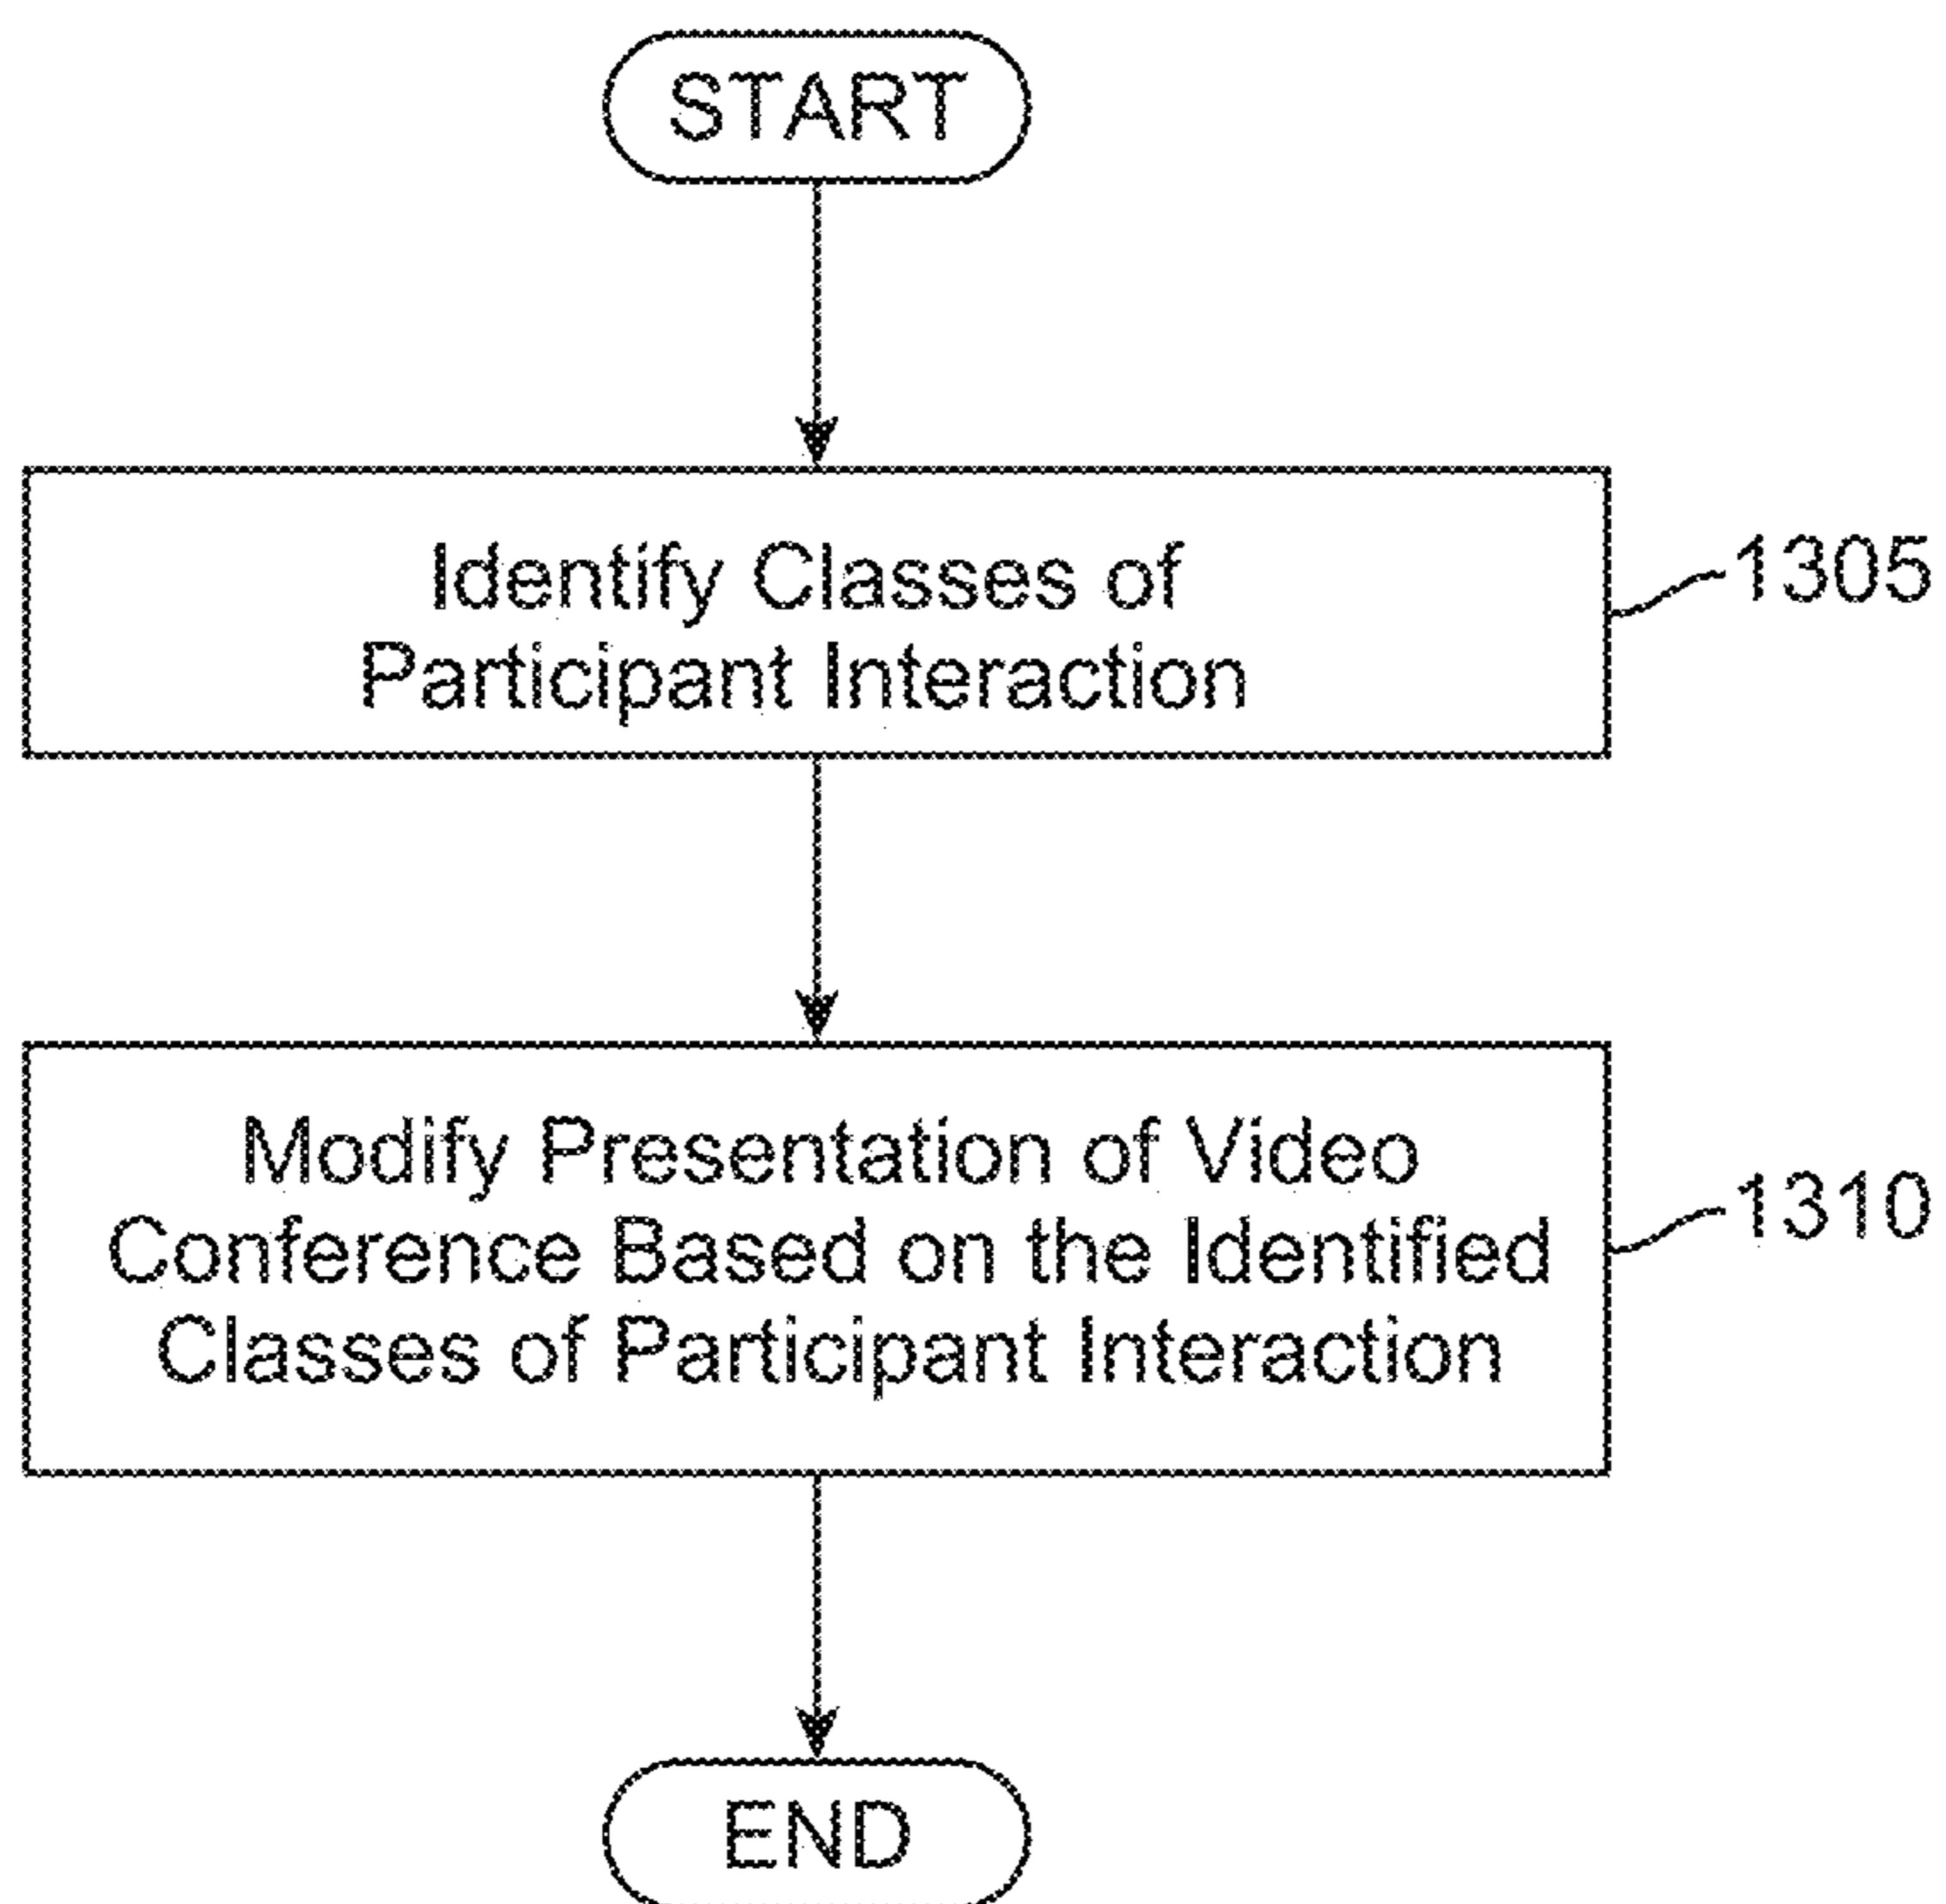 START
Identify Classes of
Participant Interaction
1305
Modify Presentation of Video
Conference Based on the Identified
Classes of Participant Interaction
1310
END